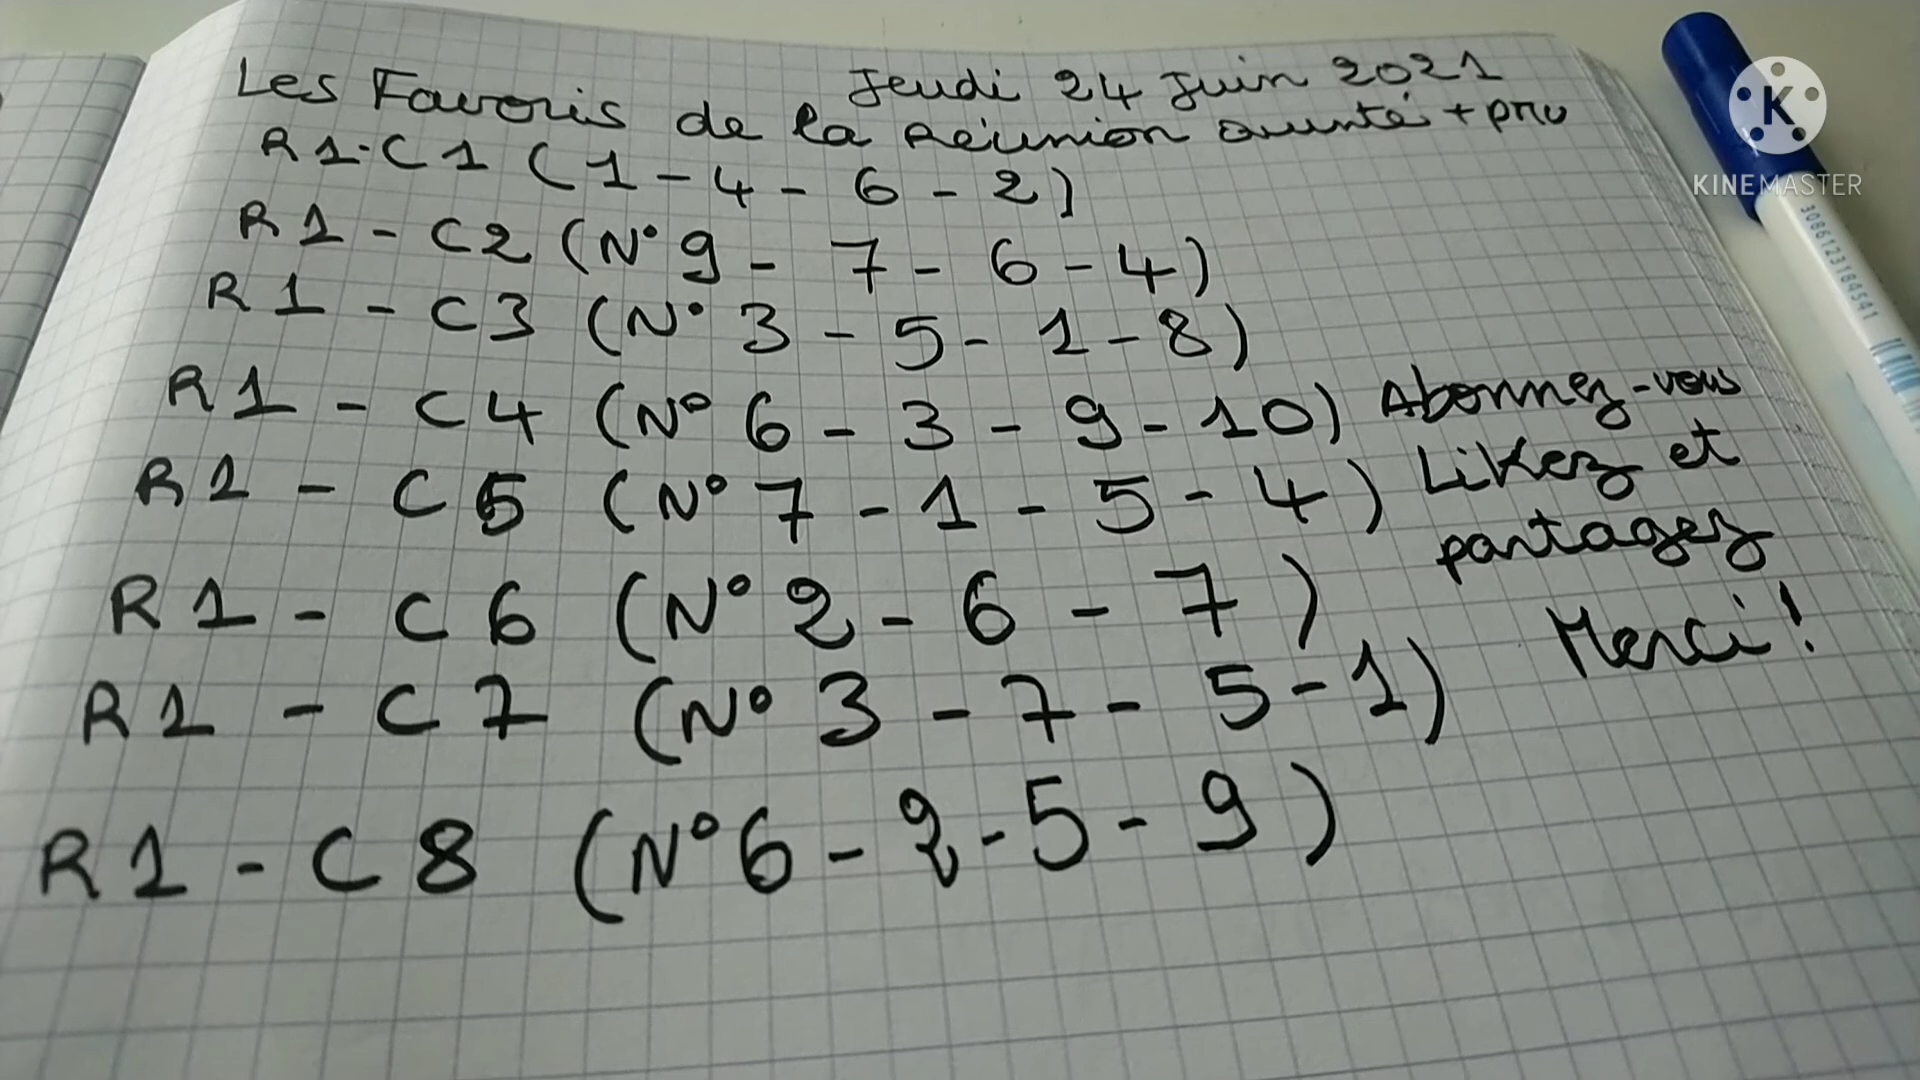 Jeudi 24 Juin 2021
Les Favoris de la Réunion Quinté + PMU
R1-C1 (1-4-6-2)
R1-C2 (N°9-7-6-4)
R1-C3 (N°3-5-1-8)
R1-C4 (N°6-3-9-10)
R1-C5 (N°7-1-5-4)
R1-C6 (N°2-6-7)
R1-C7 (N°3-7-5-1)
R1-C8 (N°6-2-5-9)
Abonnez-vous
Likez et
partagez
Merci!
K
KINEMASTER
3086123184541